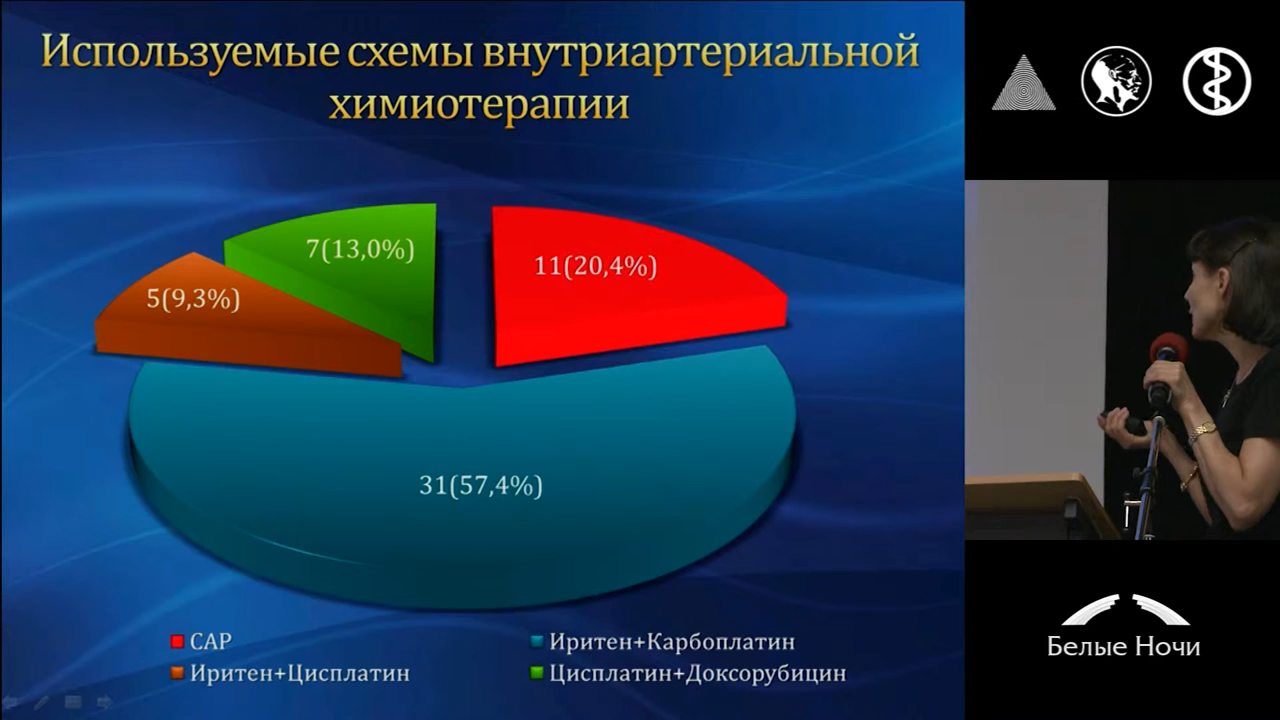 Используемые схемы внутриартериальной
химиотерапии
7(13,0%)
11(20,4%)
5(9,3%)
31(57,4%)
САР
Иритен+Карбоплатин
Иритен+Цисплатин
Цисплатин+Доксорубицин
Белые Ночи